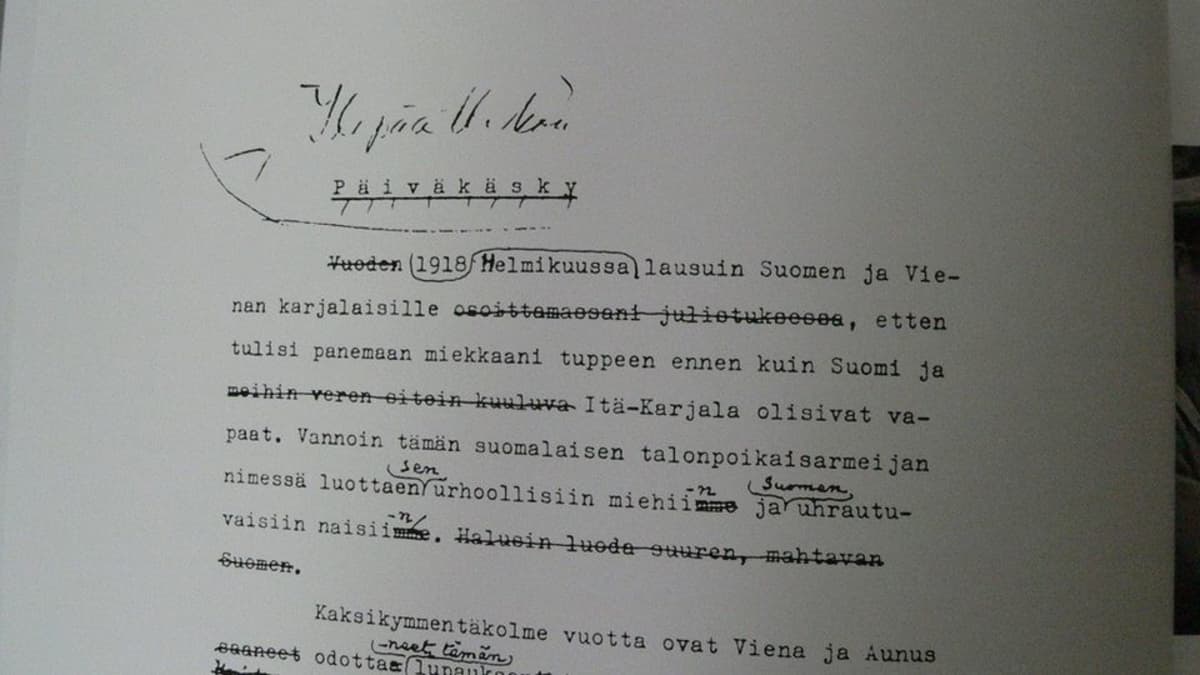 Päiväkäsky
Vuoden 1918 Helmikuussa lausuin Suomen ja Vie-
nan karjalaisille osoittamassani julistuksessa, etten
tulisi panemaan miekkaani tuppeen ennen kuin Suomi ja
meihin veren sitein kuuluva Itä-Karjala olisivat va-
paat. Vannoin tämän suomalaisen talonpoikaisarmeijan
sen -n Suomen
nimessä luottaen urhoollisiin miehiimme ja uhrautu-
-n
vaisiin naisiimme. Halusin luoda suuren, mahtavan
Suomen.
Kaksikymmentäkolme vuotta ovat Viena ja Aunus
-neet tämän
saaneet odottaa